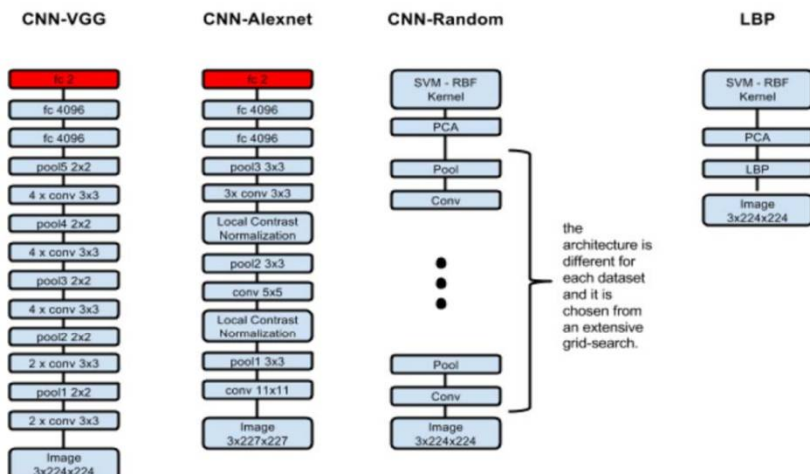 CNN-VGG
fc 2
fc 4096
fc 4096
pool5 2x2
4 x conv 3x3
pool4 2x2
4 x conv 3x3
pool3 2x2
4 x conv 3x3
pool2 2x2
2 x conv 3x3
pool1 2x2
2 x conv 3x3
Image
3x224x224
CNN-Alexnet
fc 2
fc 4096
fc 4096
pool3 3x3
3x conv 3x3
Local Contrast
Normalization
pool2 3x3
conv 5x5
Local Contrast
Normalization
pool1 3x3
conv 11x11
Image
3x227x227
CNN-Random
SVM - RBF
Kernel
PCA
Pool
Conv
Pool
Conv
Image
3x224x224
the
architecture is
different for
each dataset
and it is
chosen from
an extensive
grid-search.
LBP
SVM - RBF
Kernel
PCA
LBP
Image
3x224x224